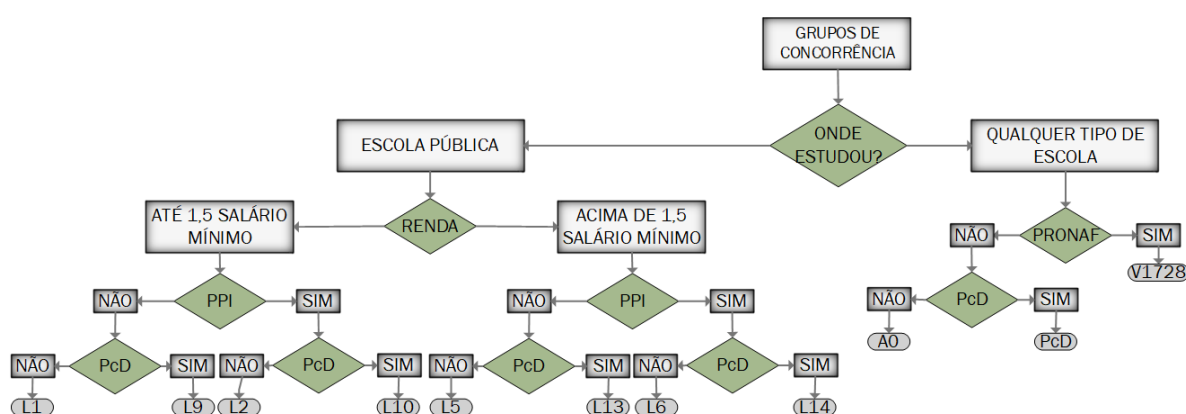 GRUPOS DE
CONCORRÊNCIA
ONDE
ESTUDOU?
ESCOLA PÚBLICA
QUALQUER TIPO DE
ESCOLA
ATÉ 1,5 SALÁRIO
MÍNIMO
RENDA
ACIMA DE 1,5
SALÁRIO MÍNIMO
NÃO
PRONAF
SIM
V1728
NÃO
PPI
SIM
NÃO
PPI
SIM
NÃO
PcD
SIM
A0
PcD
NÃO
PcD
SIM
NÃO
PcD
SIM
NÃO
PcD
SIM
NÃO
PcD
SIM
L1
L9
L2
L10
L5
L13
L6
L14